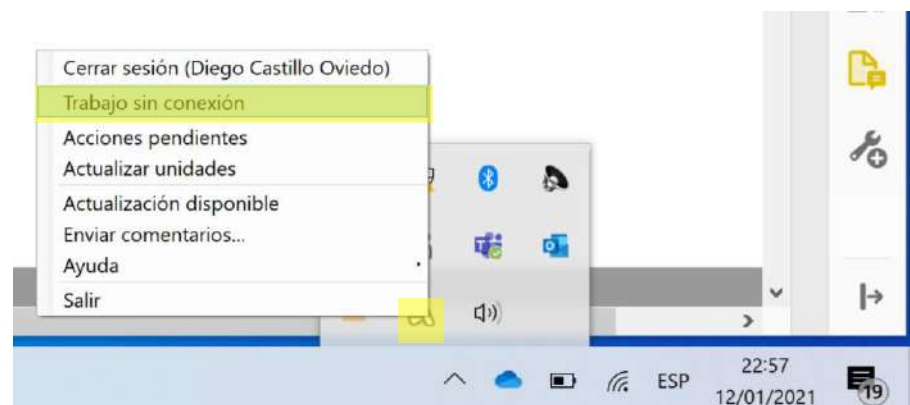 Cerrar sesión (Diego Castillo Oviedo)
Trabajo sin conexión
Acciones pendientes
Actualizar unidades
Actualización disponible
Enviar comentarios...
Ayuda
Salir
ESP
22:57
12/01/2021
19